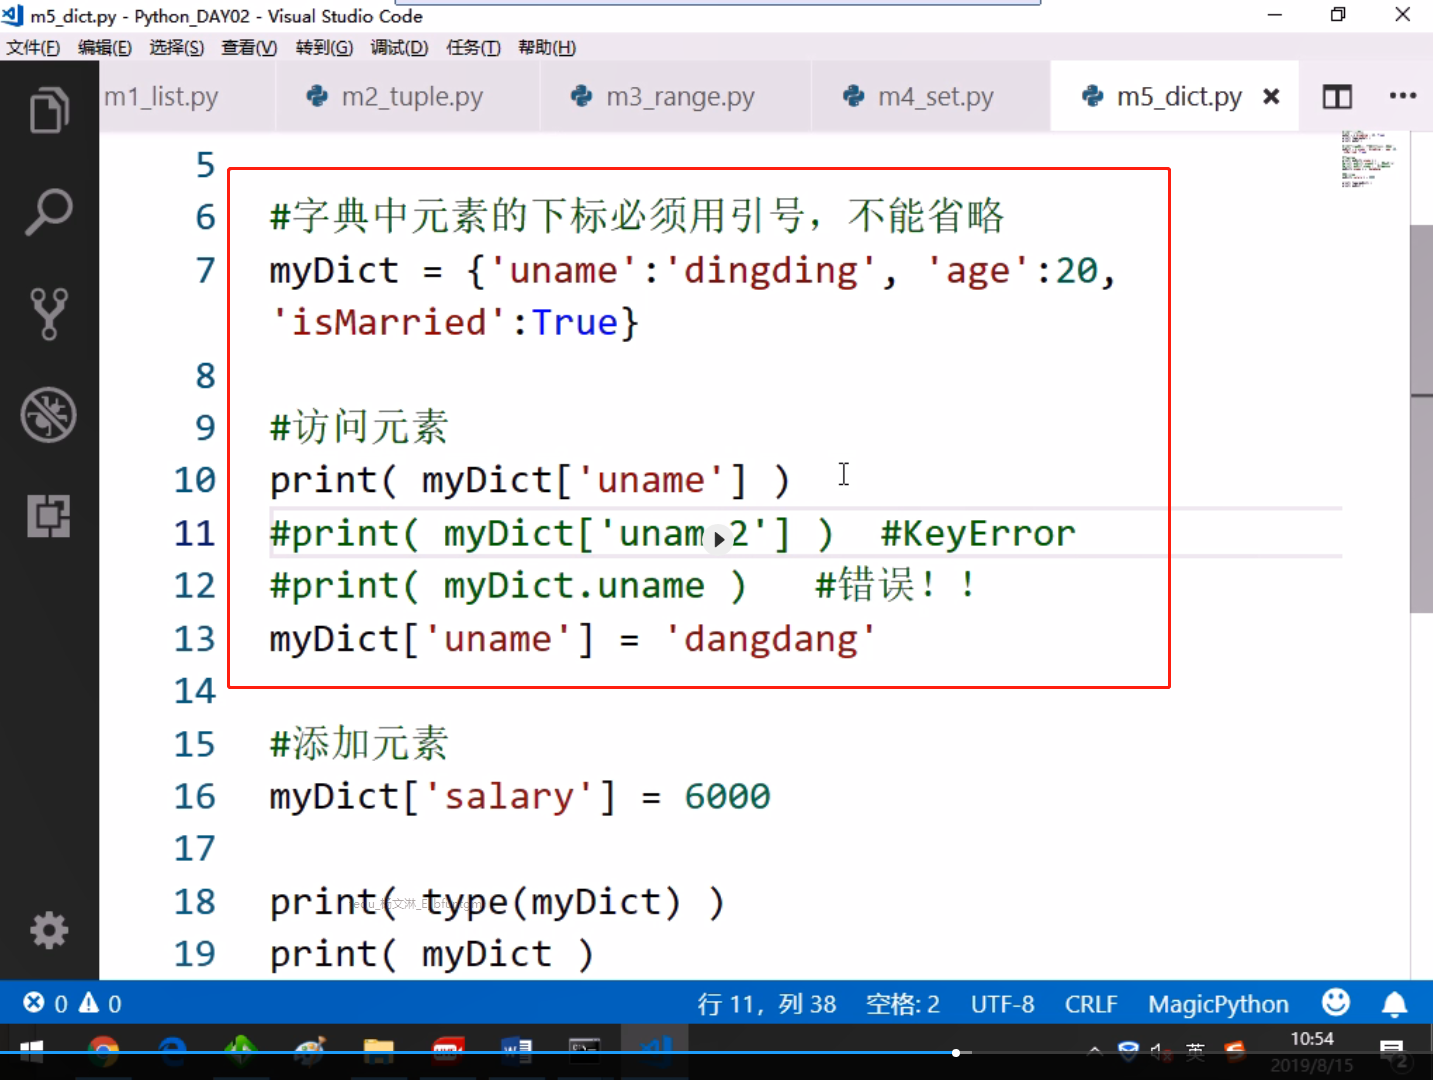 m5_dict.py - Python_DAY02 - Visual Studio Code
文件(F) 编辑(E) 选择(S) 查看(V) 转到(G) 调试(D) 任务(T) 帮助(H)
m1_list.py m2_tuple.py m3_range.py m4_set.py m5_dict.py
5
6 #字典中元素的下标必须用引号，不能省略
7 myDict = {'uname':'dingding', 'age':20,
'isMarried':True}
8
9 #访问元素
10 print( myDict['uname'] )
11 #print( myDict['unam 2'] ) #KeyError
12 #print( myDict.uname ) #错误！！
13 myDict['uname'] = 'dangdang'
14
15 #添加元素
16 myDict['salary'] = 6000
17
18 print( type(myDict) )
19 print( myDict )
0 0 行 11，列 38 空格: 2 UTF-8 CRLF MagicPython
英 10:54
2019/8/15 2